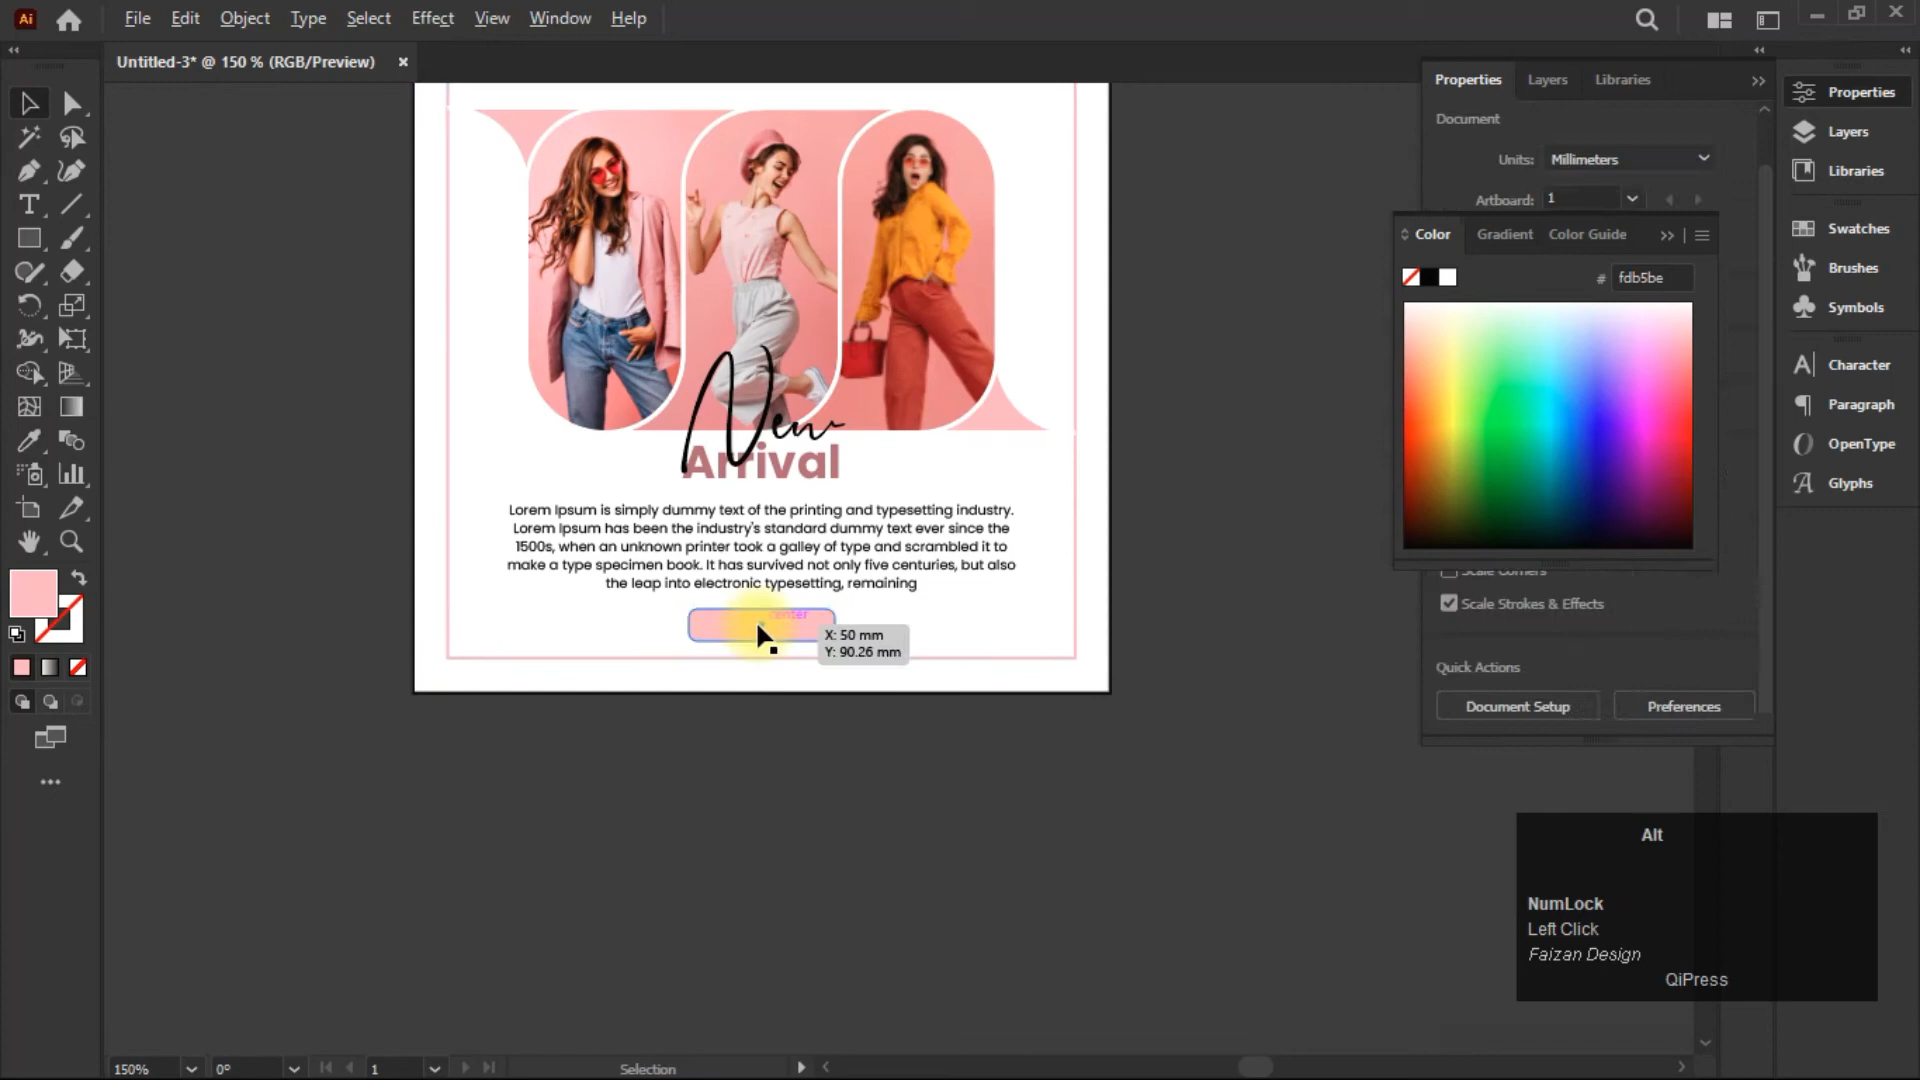 Ai
File Edit Object Type Select Effect View Window Help
Untitled-3* @ 150 % (RGB/Preview) ×
Properties Layers Libraries
Document
Units: Millimeters
Artboard: 1
Color Gradient Color Guide
# fdb5be
Scale Corners
Scale Strokes & Effects
Quick Actions
Document Setup Preferences
Properties
Layers
Libraries
Swatches
Brushes
Symbols
Character
Paragraph
OpenType
Glyphs
New
Arrival
Lorem Ipsum is simply dummy text of the printing and typesetting industry.
Lorem Ipsum has been the industry's standard dummy text ever since the
1500s, when an unknown printer took a galley of type and scrambled it to
make a type specimen book. It has survived not only five centuries, but also
the leap into electronic typesetting, remaining
center
X: 50 mm
Y: 90.26 mm
Alt
NumLock
Left Click
Faizan Design
QiPress
150% 0° 1 Selection